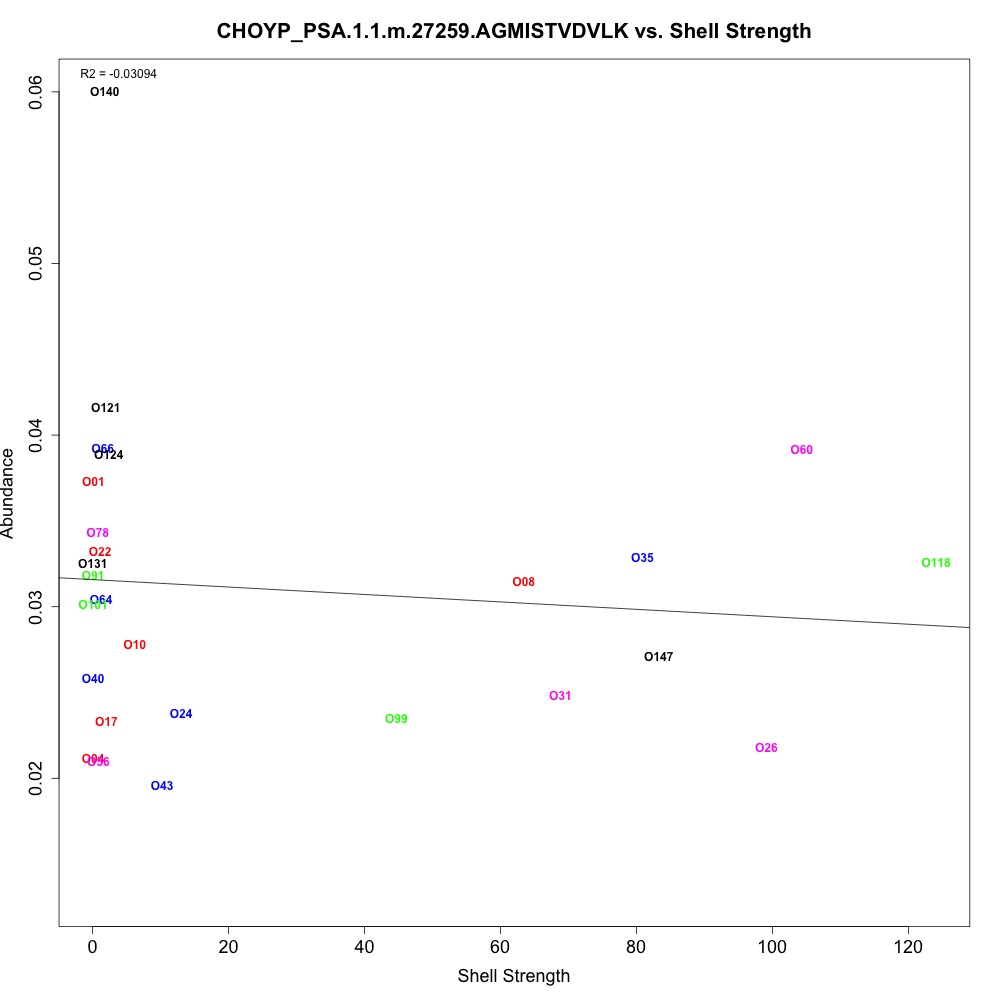 CHOYP_PSA.1.1.m.27259.AGMISTVDVLK vs. Shell Strength
R2 = -0.03094
O140
O121
O66
O124
O60
O01
O78
O22
O35
O131
O118
O91
O08
O64
O101
O10
O147
O40
O31
O24
O99
O17
O26
O04
O56
O43
0.06
0.05
0.04
0.03
0.02
Abundance
0 20 40 60 80 100 120
Shell Strength